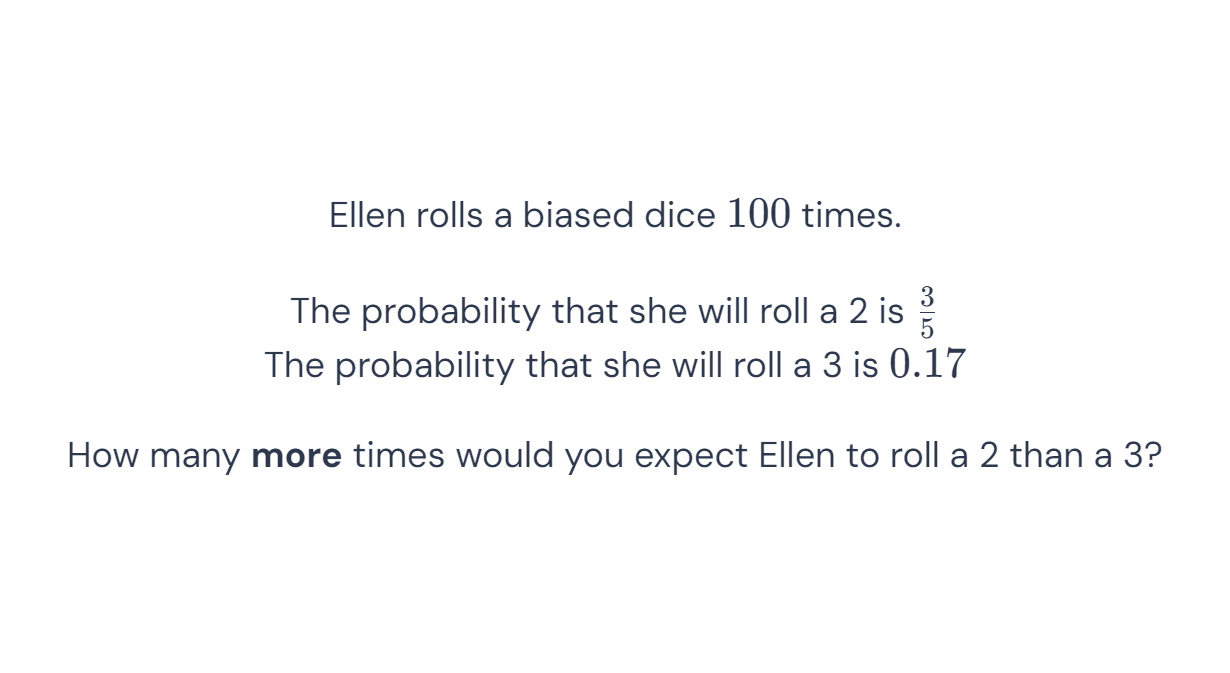 Ellen rolls a biased dice 100 times.
The probability that she will roll a 2 is 3/5
The probability that she will roll a 3 is 0.17
How many more times would you expect Ellen to roll a 2 than a 3?